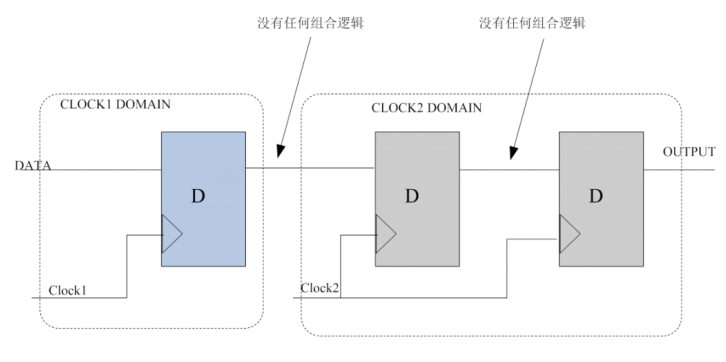 没有任何组合逻辑
没有任何组合逻辑
CLOCK1 DOMAIN
CLOCK2 DOMAIN
DATA
OUTPUT
D
D
D
Clock1
Clock2